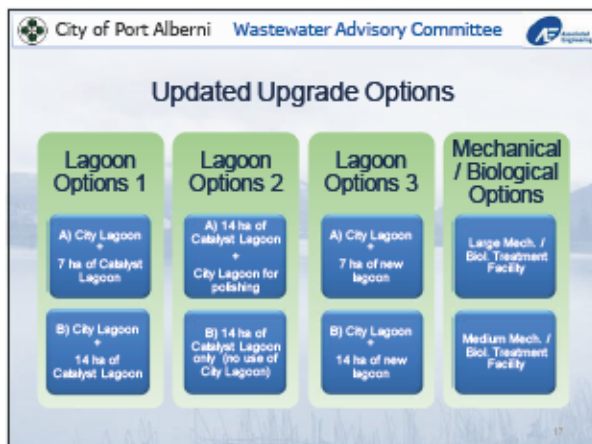 City of Port Alberni Wastewater Advisory Committee
Associated
Engineering
Updated Upgrade Options
Lagoon
Options 1
A) City Lagoon
+
7 ha of Catalyst
Lagoon
B) City Lagoon
+
14 ha of
Catalyst Lagoon
Lagoon
Options 2
A) 14 ha of
Catalyst Lagoon
+
City Lagoon for
polishing
B) 14 ha of
Catalyst Lagoon
only (no use of
City Lagoon)
Lagoon
Options 3
A) City Lagoon
+
7 ha of new
lagoon
B) City Lagoon
+
14 ha of new
lagoon
Mechanical
/ Biological
Options
Large Mech. /
Biol. Treatment
Facility
Medium Mech. /
Biol. Treatment
Facility
17